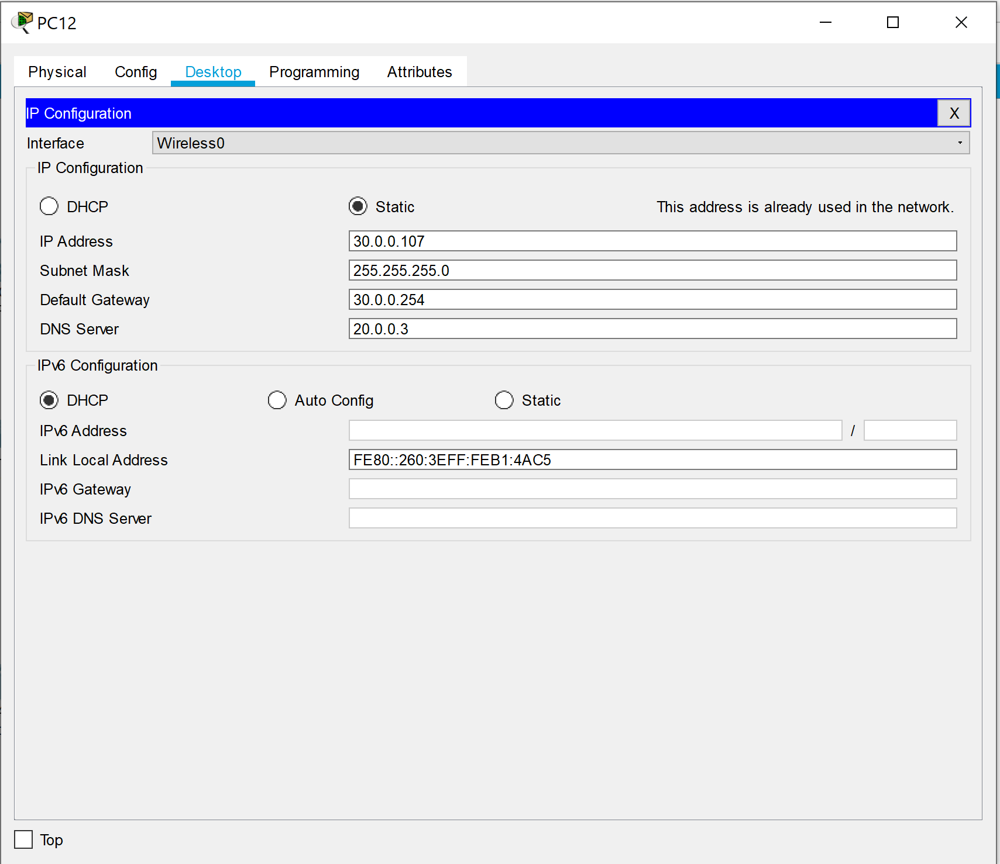 PC12
Physical Config Desktop Programming Attributes
IP Configuration X
Interface Wireless0
IP Configuration
DHCP Static This address is already used in the network.
IP Address 30.0.0.107
Subnet Mask 255.255.255.0
Default Gateway 30.0.0.254
DNS Server 20.0.0.3
IPv6 Configuration
DHCP Auto Config Static
IPv6 Address /
Link Local Address FE80::260:3EFF:FEB1:4AC5
IPv6 Gateway
IPv6 DNS Server
Top